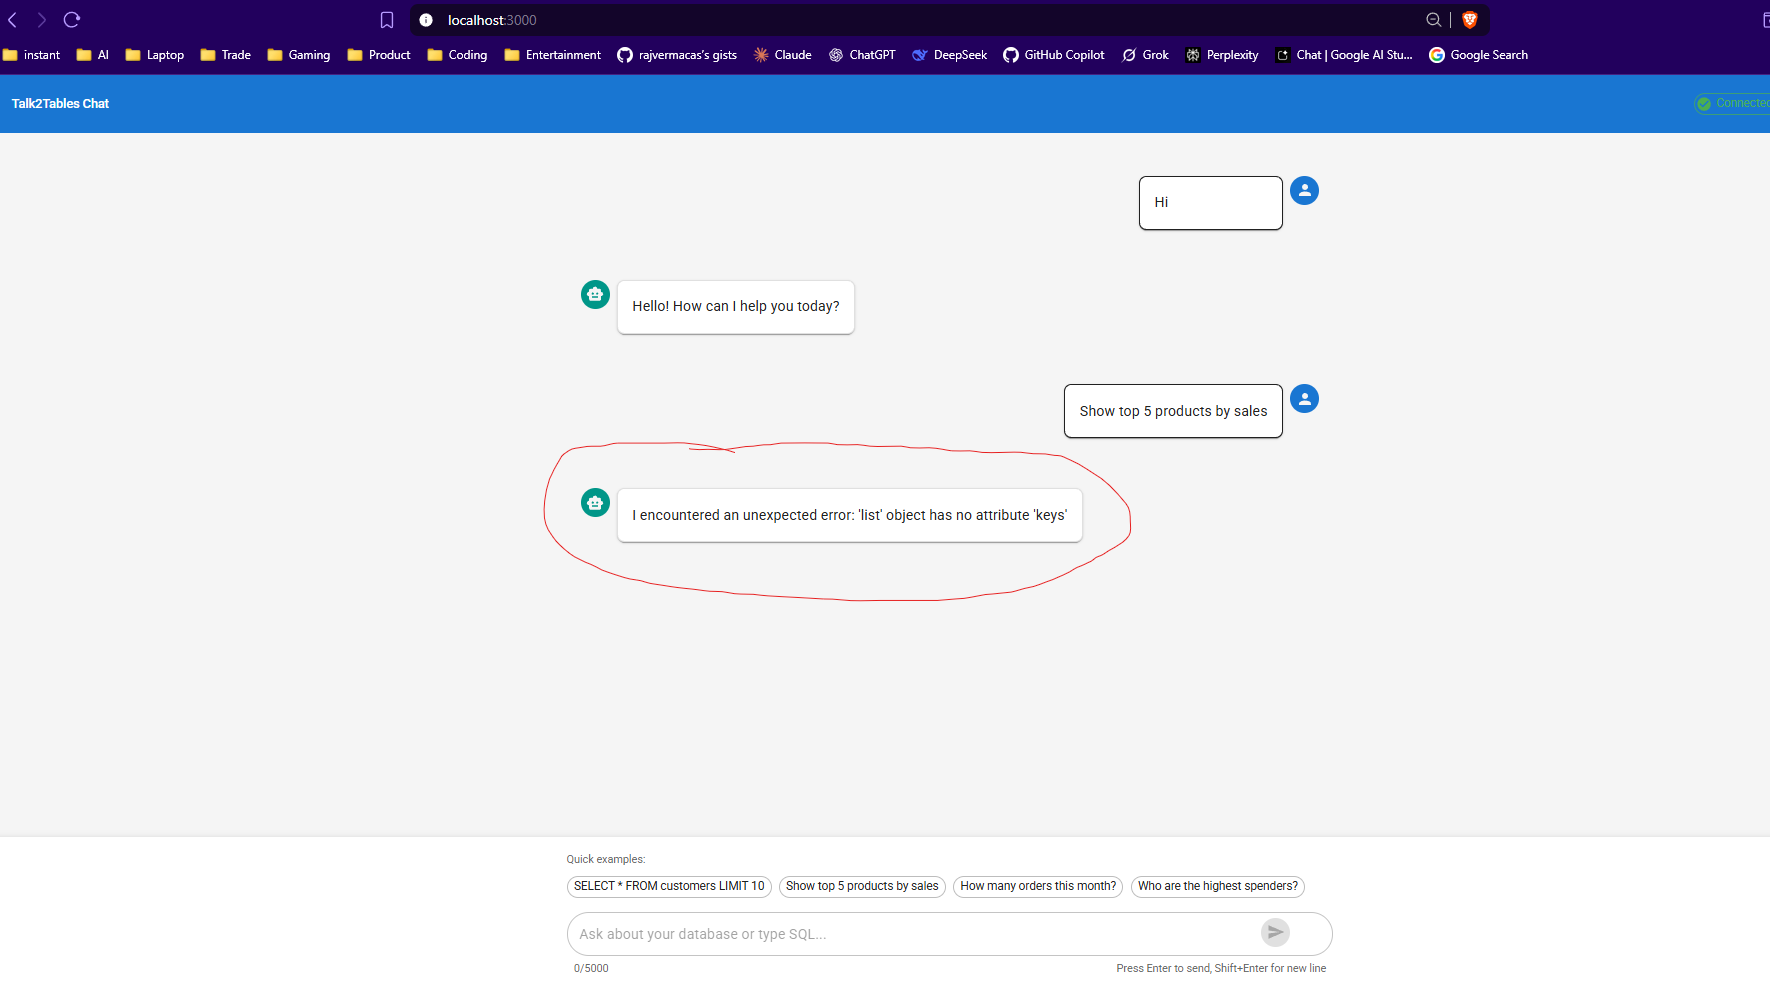 localhost:3000
instant AI Laptop Trade Gaming Product Coding Entertainment rajvermacas's gists Claude ChatGPT DeepSeek GitHub Copilot Grok Perplexity Chat | Google AI Stu... Google Search
Talk2Tables Chat Connected
Hi
Hello! How can I help you today?
Show top 5 products by sales
I encountered an unexpected error: 'list' object has no attribute 'keys'
Quick examples:
SELECT * FROM customers LIMIT 10 Show top 5 products by sales How many orders this month? Who are the highest spenders?
Ask about your database or type SQL...
0/5000 Press Enter to send, Shift+Enter for new line